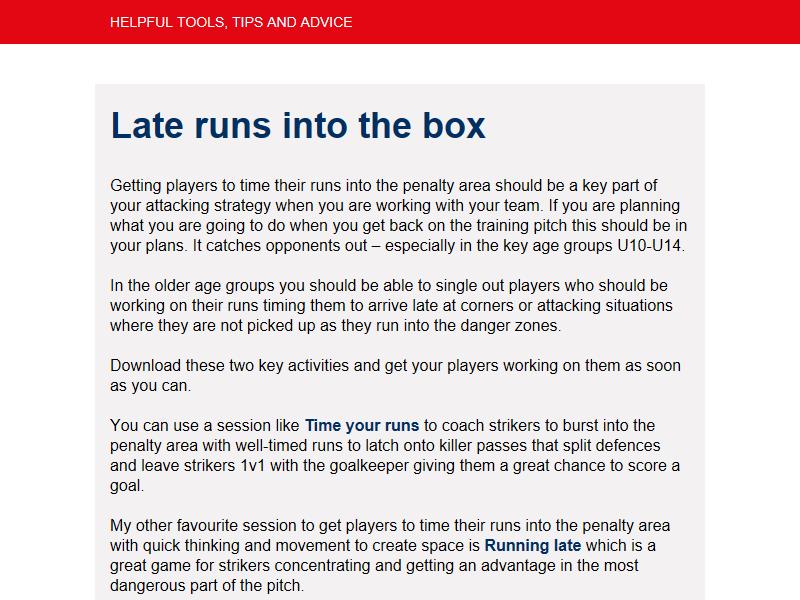 HELPFUL TOOLS, TIPS AND ADVICE
Late runs into the box
Getting players to time their runs into the penalty area should be a key part of
your attacking strategy when you are working with your team. If you are planning
what you are going to do when you get back on the training pitch this should be in
your plans. It catches opponents out – especially in the key age groups U10-U14.
In the older age groups you should be able to single out players who should be
working on their runs timing them to arrive late at corners or attacking situations
where they are not picked up as they run into the danger zones.
Download these two key activities and get your players working on them as soon
as you can.
You can use a session like Time your runs to coach strikers to burst into the
penalty area with well-timed runs to latch onto killer passes that split defences
and leave strikers 1v1 with the goalkeeper giving them a great chance to score a
goal.
My other favourite session to get players to time their runs into the penalty area
with quick thinking and movement to create space is Running late which is a
great game for strikers concentrating and getting an advantage in the most
dangerous part of the pitch.